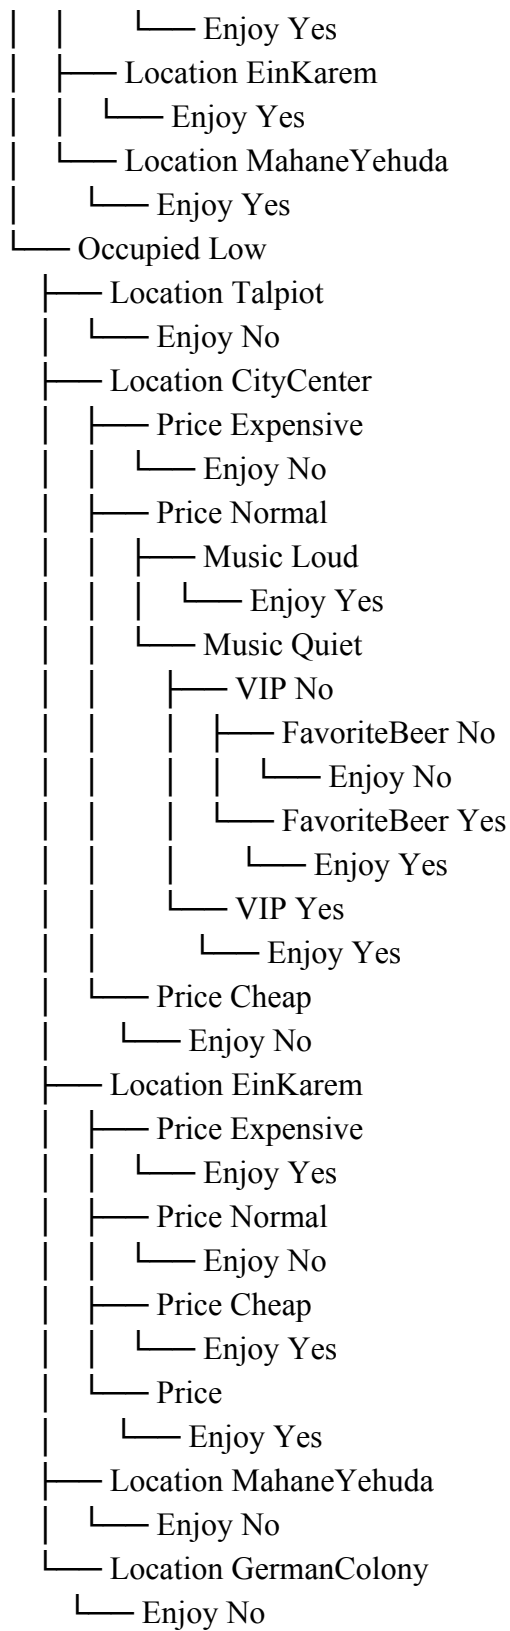 Enjoy Yes
Location EinKarem
Enjoy Yes
Location MahaneYehuda
Enjoy Yes
Occupied Low
Location Talpiot
Enjoy No
Location CityCenter
Price Expensive
Enjoy No
Price Normal
Music Loud
Enjoy Yes
Music Quiet
VIP No
FavoriteBeer No
Enjoy No
FavoriteBeer Yes
Enjoy Yes
VIP Yes
Enjoy Yes
Price Cheap
Enjoy No
Location EinKarem
Price Expensive
Enjoy Yes
Price Normal
Enjoy No
Price Cheap
Enjoy Yes
Price
Enjoy Yes
Location MahaneYehuda
Enjoy No
Location GermanColony
Enjoy No